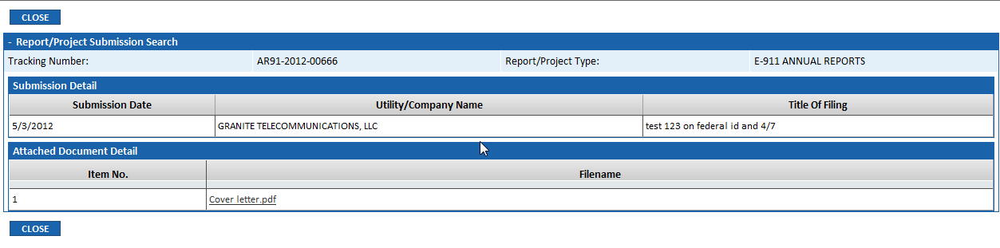 CLOSE
- Report/Project Submission Search
Tracking Number: AR91-2012-00666 Report/Project Type: E-911 ANNUAL REPORTS
Submission Detail
Submission Date Utility/Company Name Title Of Filing
5/3/2012 GRANITE TELECOMMUNICATIONS, LLC test 123 on federal id and 4/7
Attached Document Detail
Item No. Filename
1 Cover letter.pdf
CLOSE